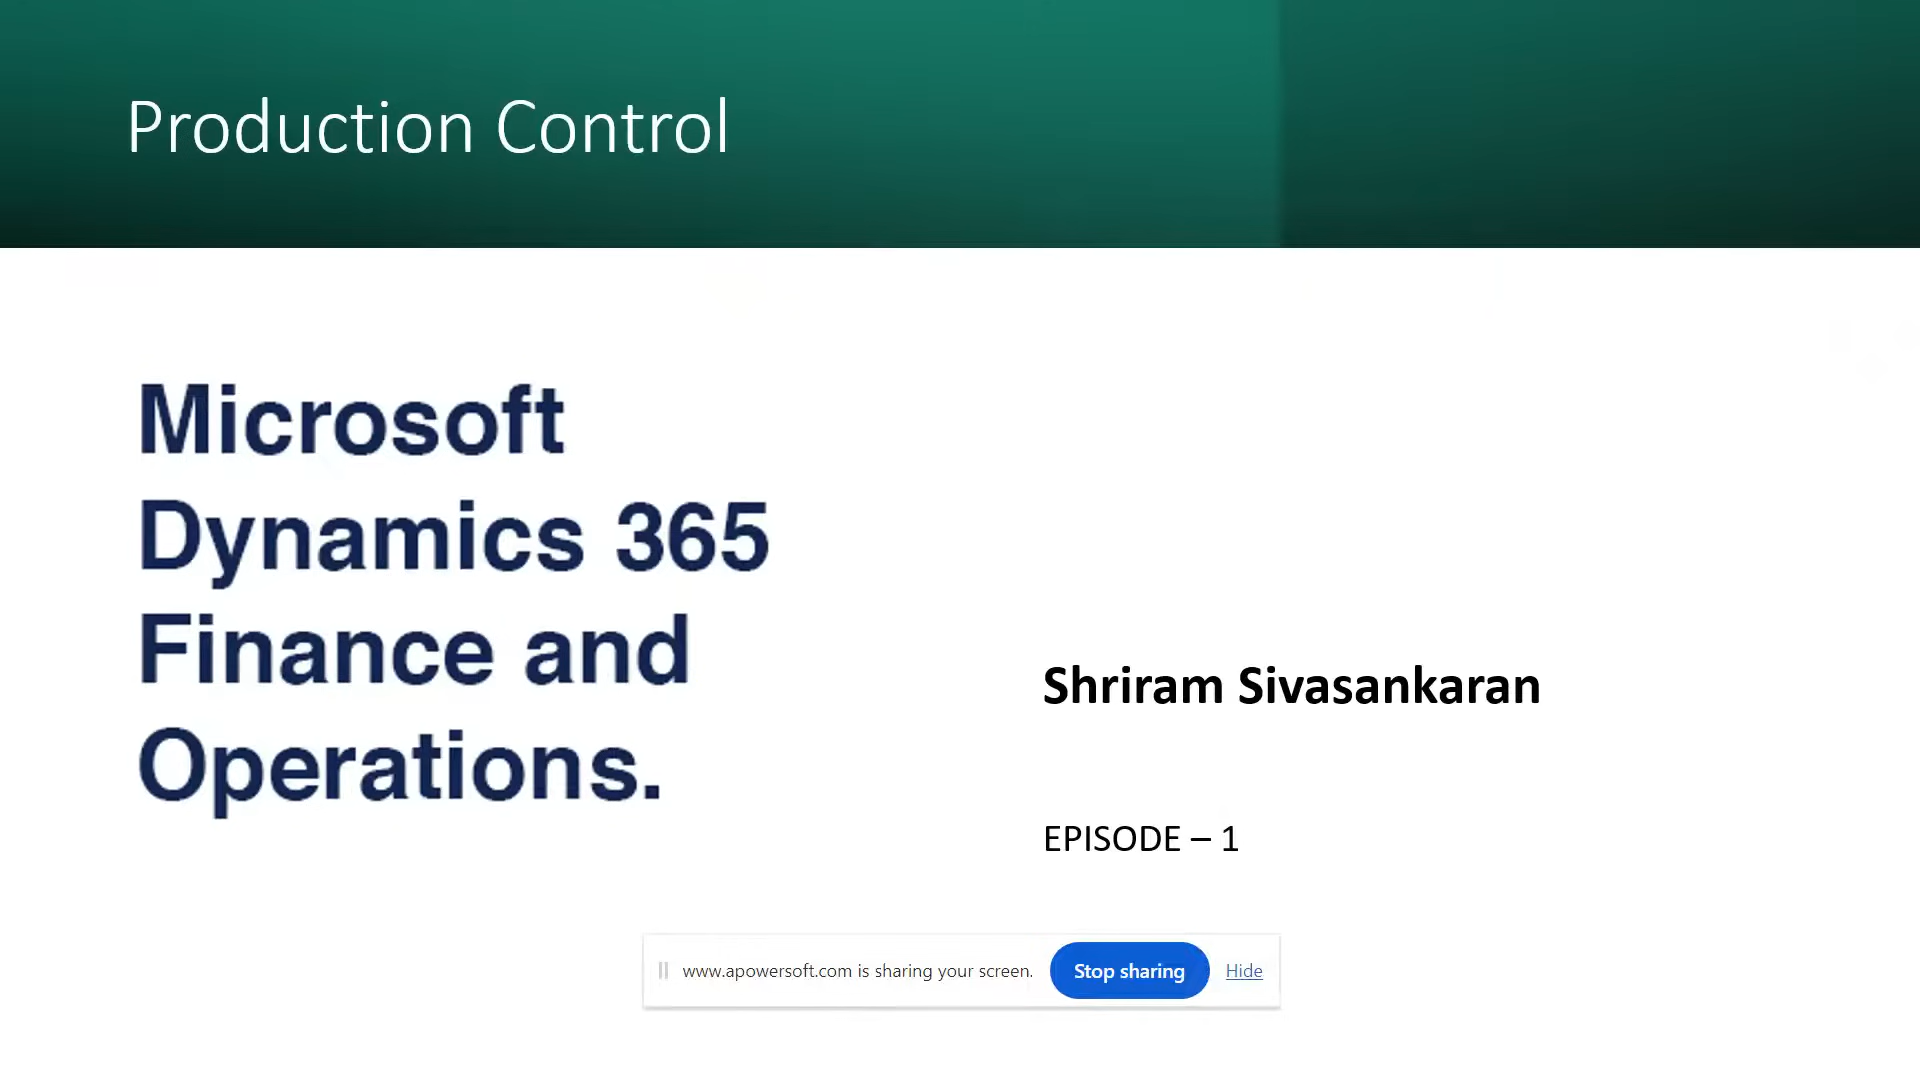 Production Control
Microsoft
Dynamics 365
Finance and
Operations.
Shriram Sivasankaran
EPISODE – 1
www.apowersoft.com is sharing your screen. Stop sharing Hide